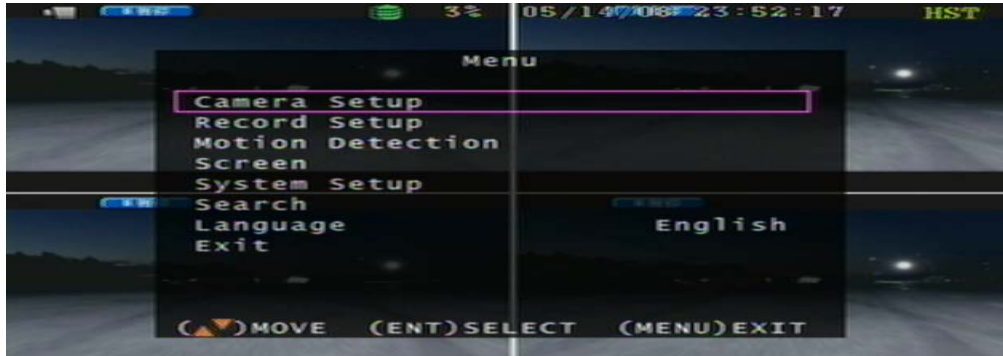 3% 05/14/08 23:52:17 HST
Menu
Camera Setup
Record Setup
Motion Detection
Screen
System Setup
Search
Language English
Exit
( )MOVE (ENT)SELECT (MENU)EXIT